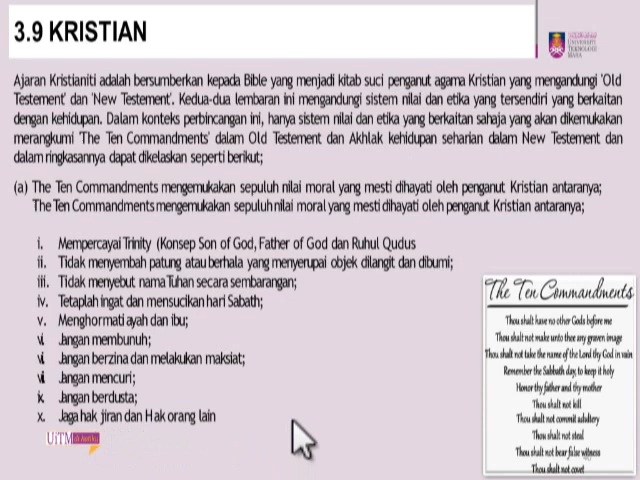 3.9 KRISTIAN
UNIVERSITI
TEKNOLOGI
MARA
Ajaran Kristianiti adalah bersumberkan kepada Bible yang menjadi kitab suci penganut agama Kristian yang mengandungi 'Old
Testement' dan 'New Testement'. Kedua-dua lembaran ini mengandungi sistem nilai dan etika yang tersendiri yang berkaitan
dengan kehidupan. Dalam konteks perbincangan ini, hanya sistem nilai dan etika yang berkaitan sahaja yang akan dikemukakan
merangkumi 'The Ten Commandments' dalam Old Testement dan Akhlak kehidupan seharian dalam New Testement dan
dalam ringkasannya dapat dikelaskan seperti berikut;
(a) The Ten Commandments mengemukakan sepuluh nilai moral yang mesti dihayati oleh penganut Kristian antaranya;
The Ten Commandments mengemukakan sepuluh nilai moral yang mesti dihayati oleh penganut Kristian antaranya;
i. Mempercayai Trinity (Konsep Son of God, Father of God dan Ruhul Qudus
ii. Tidak menyembah patung atau berhala yang menyerupai objek dilangit dan dibumi;
iii. Tidak menyebut nama Tuhan secara sembarangan;
iv. Tetaplah ingat dan mensucikan hari Sabath;
v. Menghormati ayah dan ibu;
vi Jangan membunuh;
vi Jangan berzina dan melakukan maksiat;
vi Jangan mencuri;
ix Jangan berdusta;
x. Jaga hak jiran dan Hak orang lain
The Ten Commandments
Thou shalt have no other Gods before me
Thou shalt not make unto thee any graven image
Thou shalt not take the name of the Lord thy God in vain
Remember the Sabbath day, to keep it holy
Honor thy father and thy mother
Thou shalt not kill
Thou shalt not commit adultery
Thou shalt not steal
Thou shalt not bear false witness
Thou shalt not covet
UiTM di hatiku